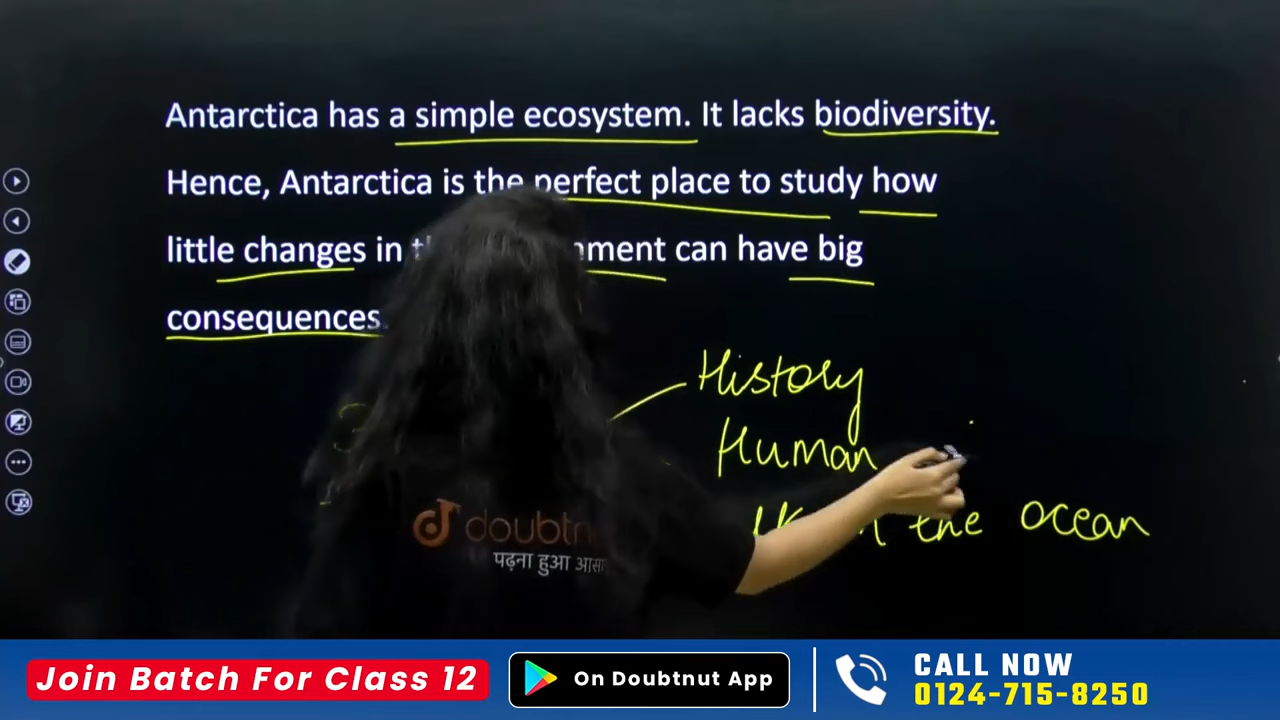 Antarctica has a simple ecosystem. It lacks biodiversity.
Hence, Antarctica is the perfect place to study how
little changes in can have big
consequences.
History
Human
the ocean
doubtn
पढ़ना हुआ आसा
Join Batch For Class 12
On Doubtnut App
CALL NOW
0124-715-8250